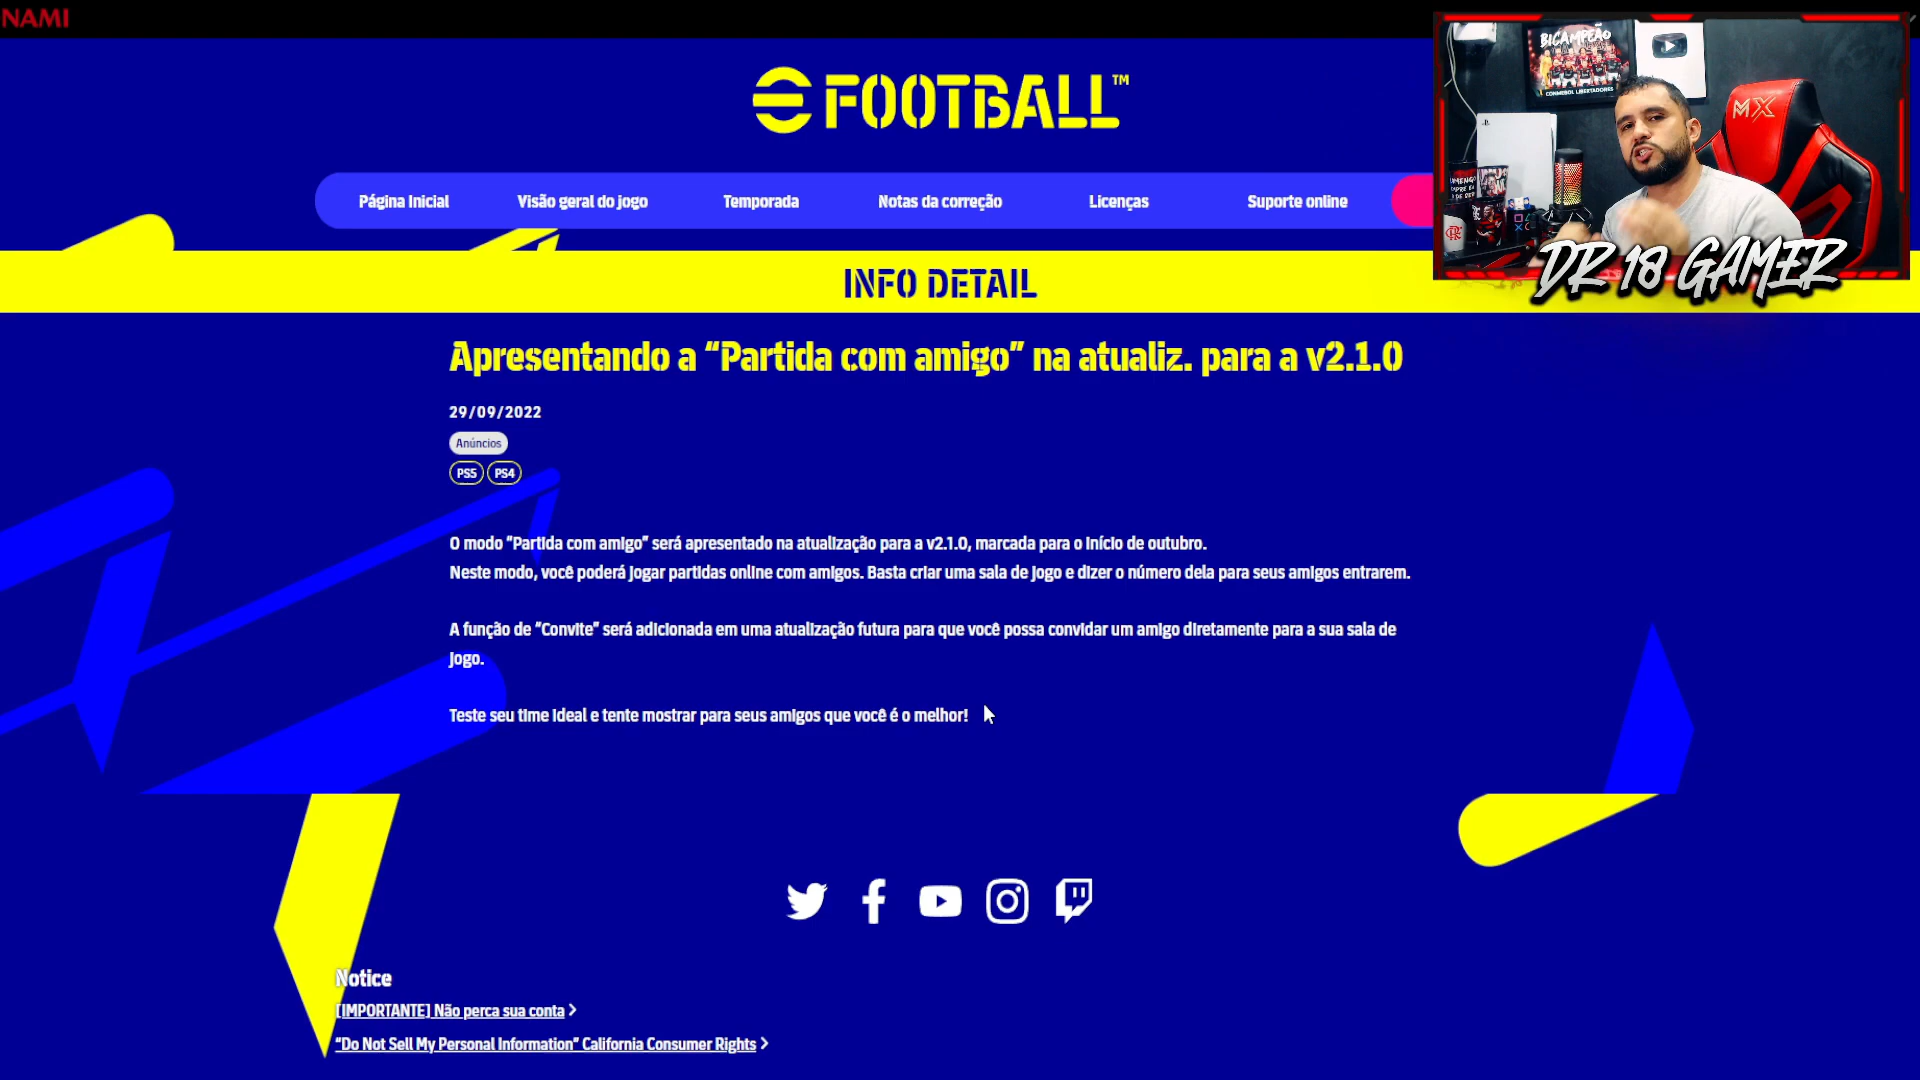 NAMI
FOOTBALL™
Página Inicial
Visão geral do jogo
Temporada
Notas da correção
Licenças
Suporte online
BICAMPEÃO
CONMEBOL LIBERTADORES
MX
DR 18 GAMER
INFO DETAIL
Apresentando a “Partida com amigo” na atualiz. para a v2.1.0
29/09/2022
Anúncios
PS5 PS4
O modo “Partida com amigo” será apresentado na atualização para a v2.1.0, marcada para o início de outubro.
Neste modo, você poderá jogar partidas online com amigos. Basta criar uma sala de jogo e dizer o número dela para seus amigos entrarem.
A função de “Convite” será adicionada em uma atualização futura para que você possa convidar um amigo diretamente para a sua sala de
jogo.
Teste seu time ideal e tente mostrar para seus amigos que você é o melhor!
Notice
[IMPORTANTE] Não perca sua conta
“Do Not Sell My Personal Information” California Consumer Rights